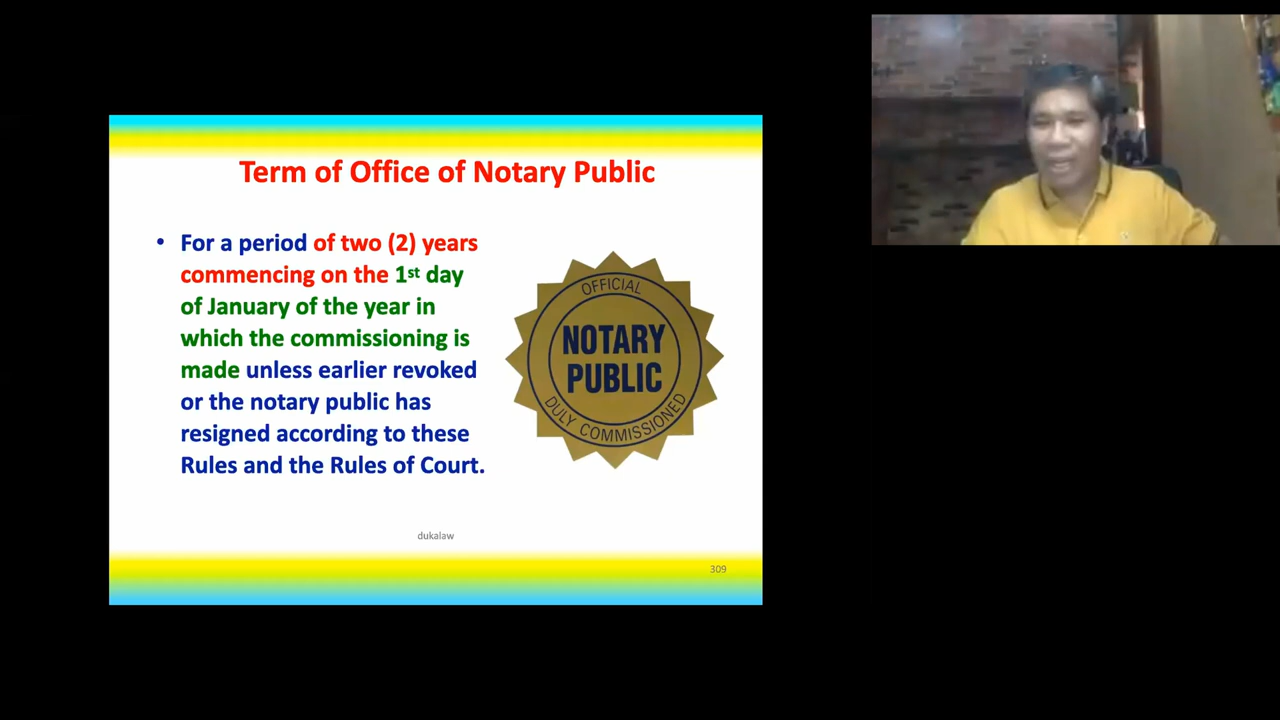 Term of Office of Notary Public
• For a period of two (2) years
commencing on the 1st day
of January of the year in
which the commissioning is
made unless earlier revoked
or the notary public has
resigned according to these
Rules and the Rules of Court.
OFFICIAL
NOTARY
PUBLIC
DULY COMMISSIONED
dukalaw
309